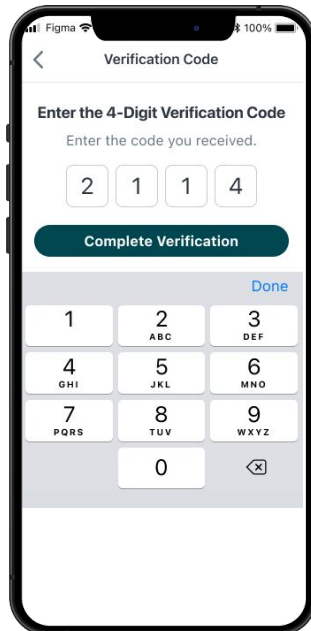 Figma 100%
Verification Code
Enter the 4-Digit Verification Code
Enter the code you received.
2 1 1 4
Complete Verification
Done
1 2 3
ABC DEF
4 5 6
GHI JKL MNO
7 8 9
PQRS TUV WXYZ
0